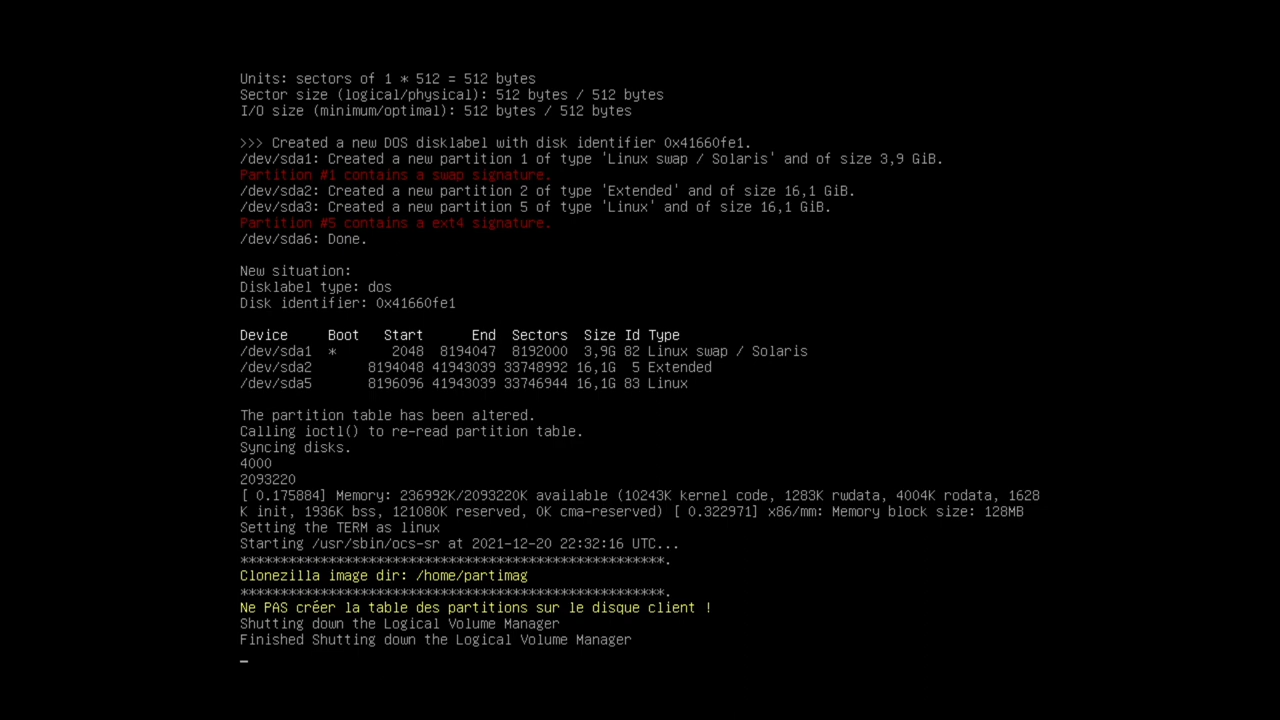 Units: sectors of 1 * 512 = 512 bytes
Sector size (logical/physical): 512 bytes / 512 bytes
I/O size (minimum/optimal): 512 bytes / 512 bytes
>>> Created a new DOS disklabel with disk identifier 0x41660fe1.
/dev/sda1: Created a new partition 1 of type 'Linux swap / Solaris' and of size 3,9 GiB.
Partition #1 contains a swap signature.
/dev/sda2: Created a new partition 2 of type 'Extended' and of size 16,1 GiB.
/dev/sda3: Created a new partition 5 of type 'Linux' and of size 16,1 GiB.
Partition #5 contains a ext4 signature.
/dev/sda6: Done.
New situation:
Disklabel type: dos
Disk identifier: 0x41660fe1
Device     Boot   Start      End  Sectors  Size Id Type
/dev/sda1  *       2048  8194047  8192000  3,9G 82 Linux swap / Solaris
/dev/sda2       8194048 41943039 33748992 16,1G  5 Extended
/dev/sda5       8196096 41943039 33746944 16,1G 83 Linux
The partition table has been altered.
Calling ioctl() to re-read partition table.
Syncing disks.
4000
2093220
[ 0.175884] Memory: 236992K/2093220K available (10243K kernel code, 1283K rwdata, 4004K rodata, 1628
K init, 1936K bss, 121080K reserved, 0K cma-reserved) [ 0.322971] x86/mm: Memory block size: 128MB
Setting the TERM as linux
Starting /usr/sbin/ocs-sr at 2021-12-20 22:32:16 UTC...
*****************************************************.
Clonezilla image dir: /home/partimag
*****************************************************.
Ne PAS créer la table des partitions sur le disque client !
Shutting down the Logical Volume Manager
Finished Shutting down the Logical Volume Manager
_